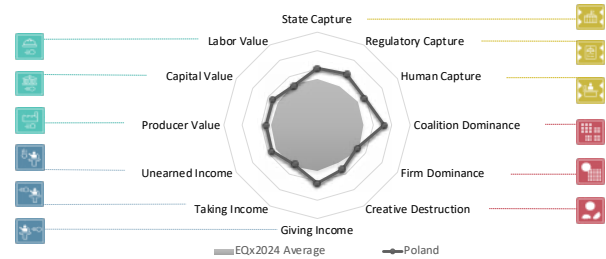 State Capture
Labor Value
Regulatory Capture
Capital Value
Human Capture
Producer Value
Coalition Dominance
Unearned Income
Firm Dominance
Taking Income
Creative Destruction
Giving Income
EQx2024 Average
Poland